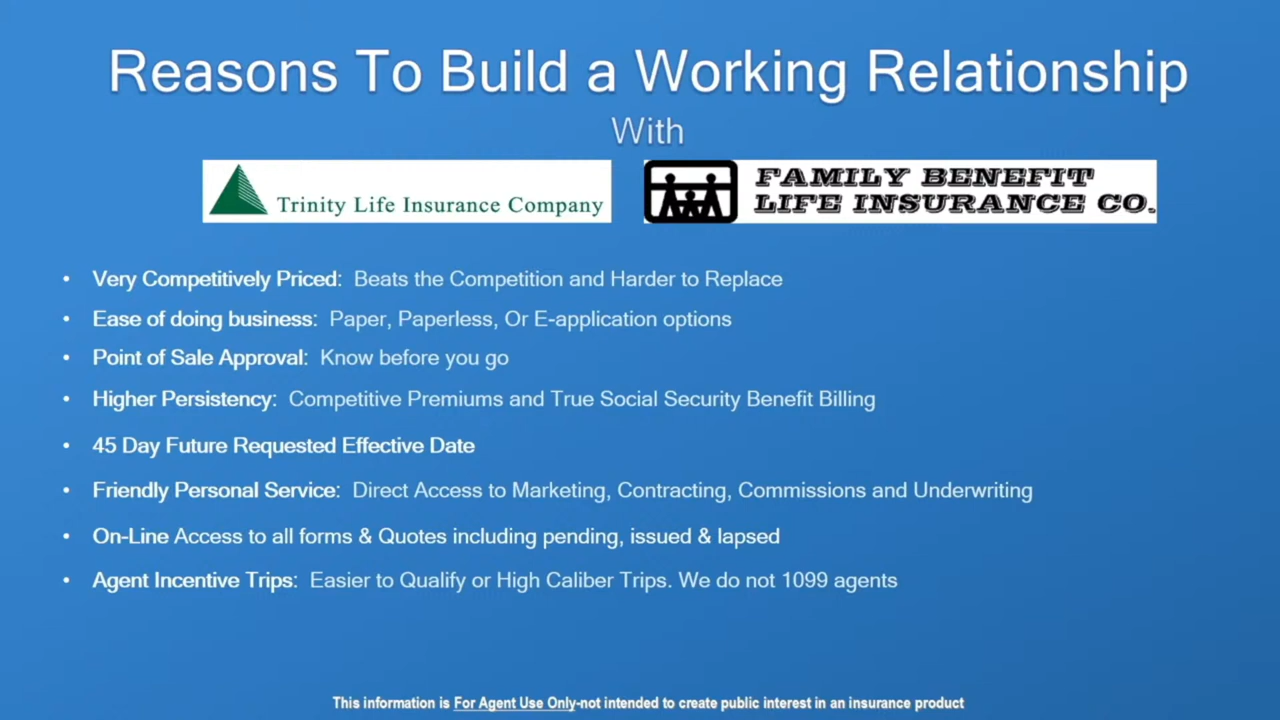 Reasons To Build a Working Relationship
With
Trinity Life Insurance Company
FAMILY BENEFIT
LIFE INSURANCE CO.
• Very Competitively Priced: Beats the Competition and Harder to Replace
• Ease of doing business: Paper, Paperless, Or E-application options
• Point of Sale Approval: Know before you go
• Higher Persistency: Competitive Premiums and True Social Security Benefit Billing
• 45 Day Future Requested Effective Date
• Friendly Personal Service: Direct Access to Marketing, Contracting, Commissions and Underwriting
• On-Line Access to all forms & Quotes including pending, issued & lapsed
• Agent Incentive Trips: Easier to Qualify or High Caliber Trips. We do not 1099 agents
This information is For Agent Use Only-not intended to create public interest in an insurance product